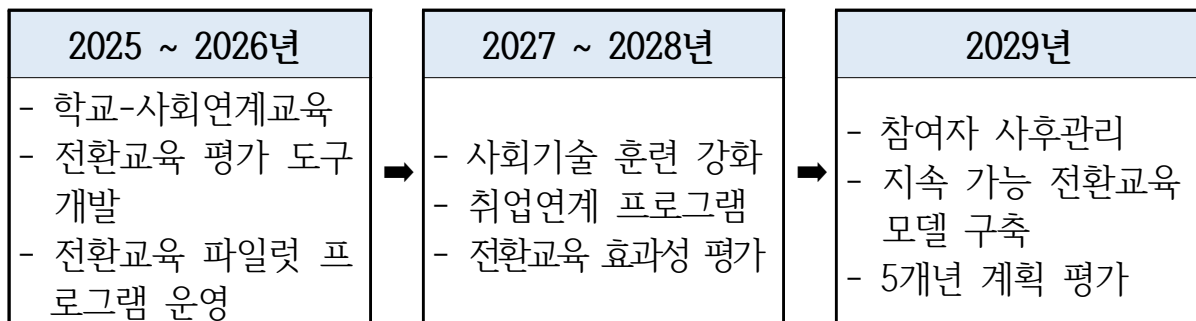 2025 ~ 2026년
- 학교-사회연계교육
- 전환교육 평가 도구
개발
- 전환교육 파일럿 프
로그램 운영
➡
2027 ~ 2028년
- 사회기술 훈련 강화
- 취업연계 프로그램
- 전환교육 효과성 평가
➡
2029년
- 참여자 사후관리
- 지속 가능 전환교육
모델 구축
- 5개년 계획 평가